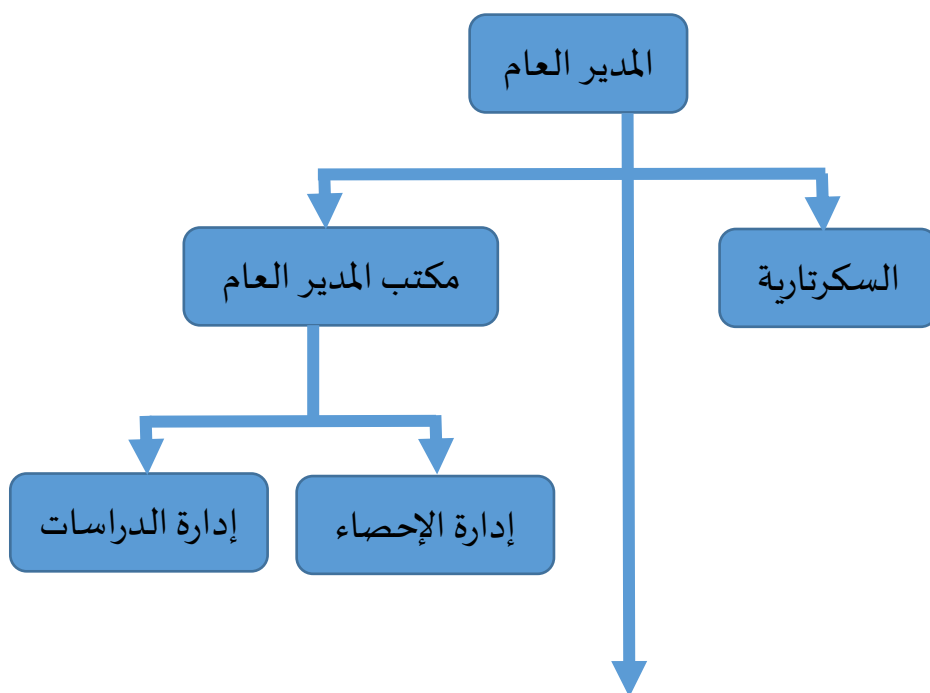 المدير العام
السكرتارية
مكتب المدير العام
إدارة الإحصاء
إدارة الدراسات